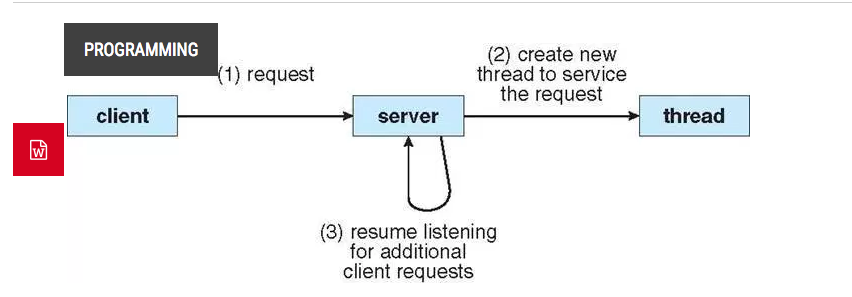 PROGRAMMING
(1) request
(2) create new
thread to service
the request
client
server
thread
W
(3) resume listening
for additional
client requests